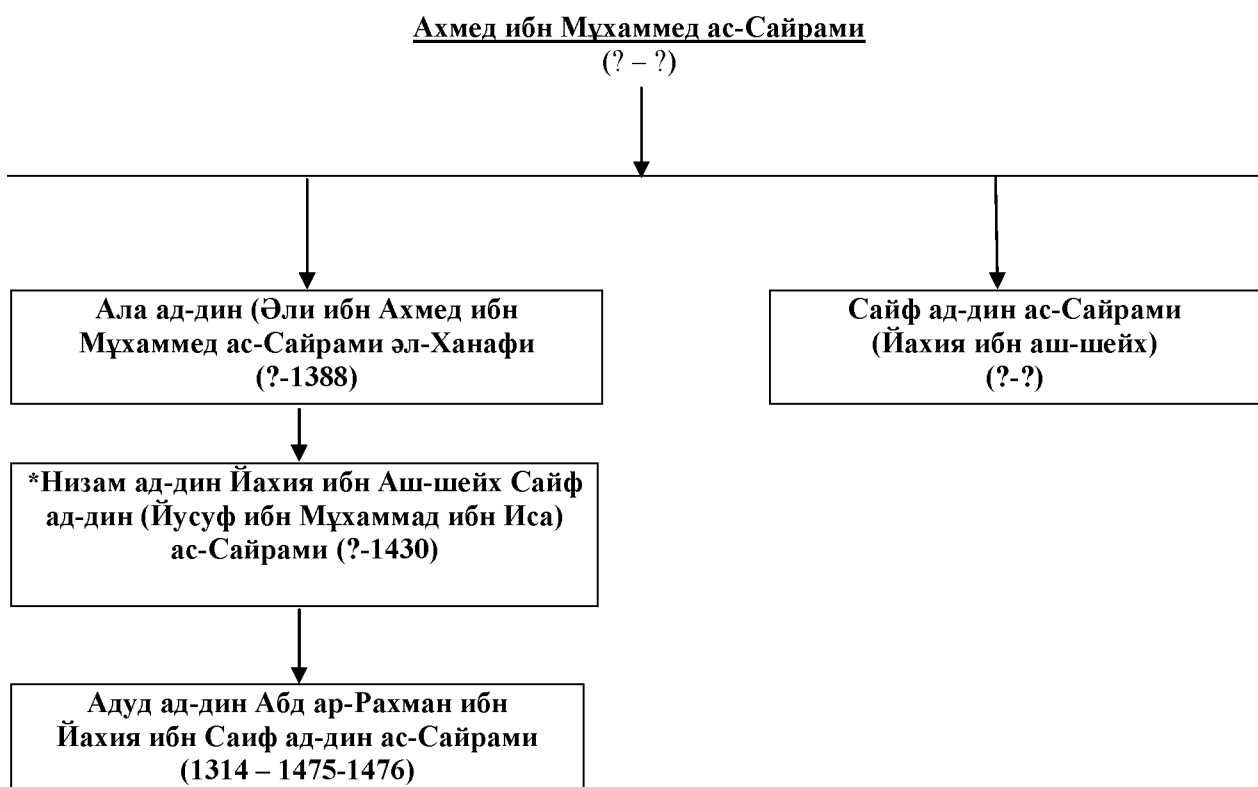 Ахмед ибн Мұхаммед ас-Сайрами
(? – ?)
Ала ад-дин (Әли ибн Ахмед ибн
Мұхаммед ас-Сайрами әл-Ханафи
(?-1388)
Сайф ад-дин ас-Сайрами
(Йахия ибн аш-шейх)
(?-?)
*Низам ад-дин Йахия ибн Аш-шейх Сайф
ад-дин (Йусуф ибн Мұхаммад ибн Иса)
ас-Сайрами (?-1430)
Адуд ад-дин Абд ар-Рахман ибн
Йахия ибн Саиф ад-дин ас-Сайрами
(1314 – 1475-1476)